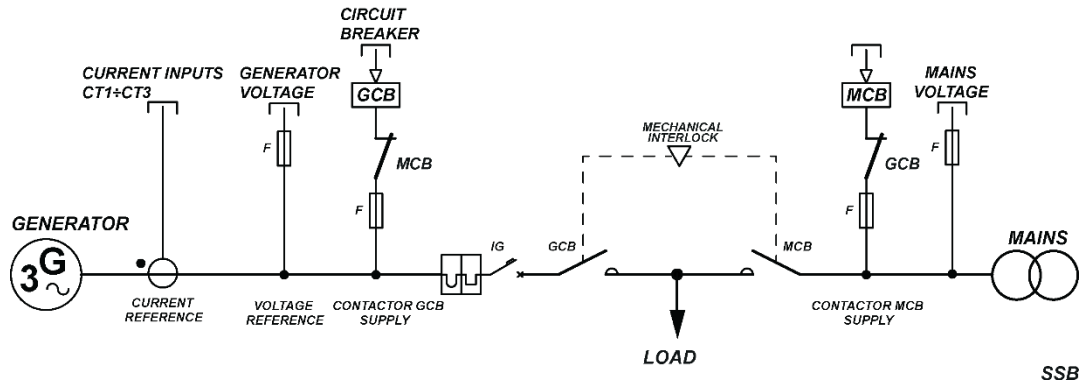 CIRCUIT
BREAKER
CURRENT INPUTS
CT1÷CT3
GENERATOR
VOLTAGE
GCB
MCB
MAINS
VOLTAGE
MECHANICAL
INTERLOCK
F
MCB
F
GCB
F
F
GENERATOR
3G
IG
GCB
MCB
MAINS
CURRENT
REFERENCE
VOLTAGE
REFERENCE
CONTACTOR GCB
SUPPLY
CONTACTOR MCB
SUPPLY
LOAD
SSB